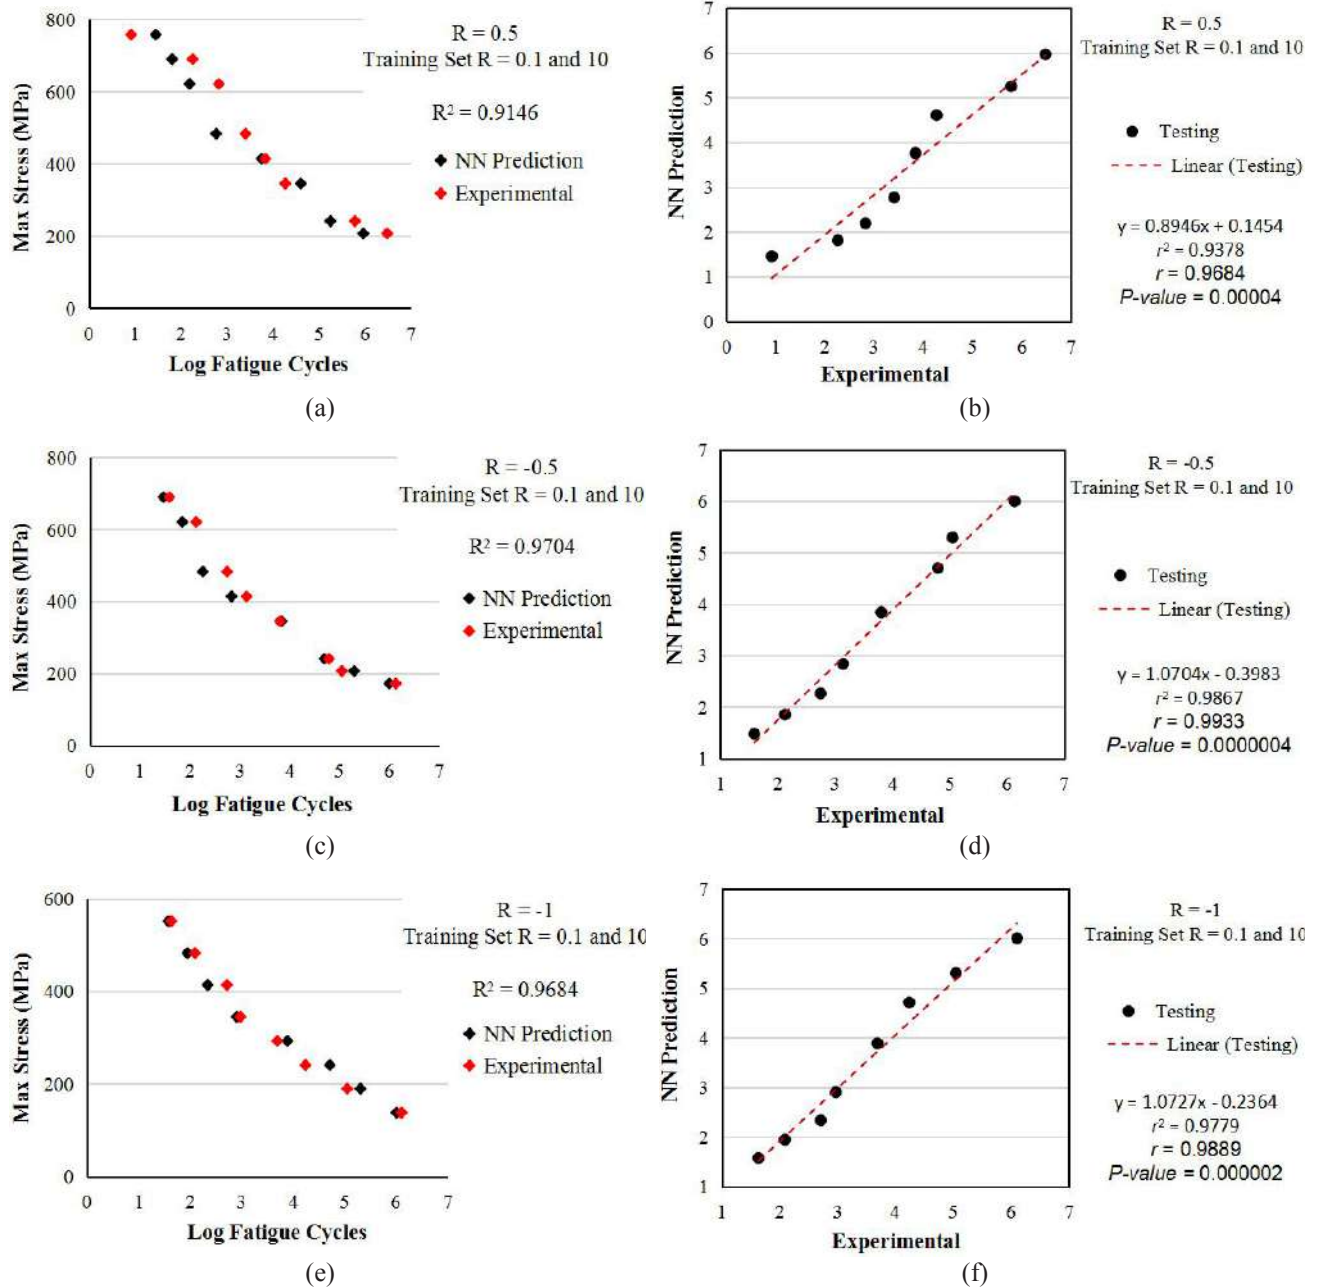 800
600
400
200
0
Max Stress (MPa)
0 1 2 3 4 5 6 7
Log Fatigue Cycles
R = 0.5
Training Set R = 0.1 and 10
R² = 0.9146
NN Prediction
Experimental
(a)
7
6
5
4
3
2
1
0
NN Prediction
0 1 2 3 4 5 6 7
Experimental
R = 0.5
Training Set R = 0.1 and 10
Testing
Linear (Testing)
y = 0.8946x + 0.1454
r² = 0.9378
r = 0.9684
P-value = 0.00004
(b)
800
600
400
200
0
Max Stress (MPa)
0 1 2 3 4 5 6 7
Log Fatigue Cycles
R = -0.5
Training Set R = 0.1 and 10
R² = 0.9704
NN Prediction
Experimental
(c)
7
6
5
4
3
2
1
NN Prediction
1 2 3 4 5 6 7
Experimental
R = -0.5
Training Set R = 0.1 and 10
Testing
Linear (Testing)
y = 1.0704x - 0.3983
r² = 0.9867
r = 0.9933
P-value = 0.0000004
(d)
600
400
200
0
Max Stress (MPa)
0 1 2 3 4 5 6 7
Log Fatigue Cycles
R = -1
Training Set R = 0.1 and 10
R² = 0.9684
NN Prediction
Experimental
(e)
7
6
5
4
3
2
1
NN Prediction
1 2 3 4 5 6 7
Experimental
R = -1
Training Set R = 0.1 and 10
Testing
Linear (Testing)
y = 1.0727x - 0.2364
r² = 0.9779
r = 0.9889
P-value = 0.000002
(f)